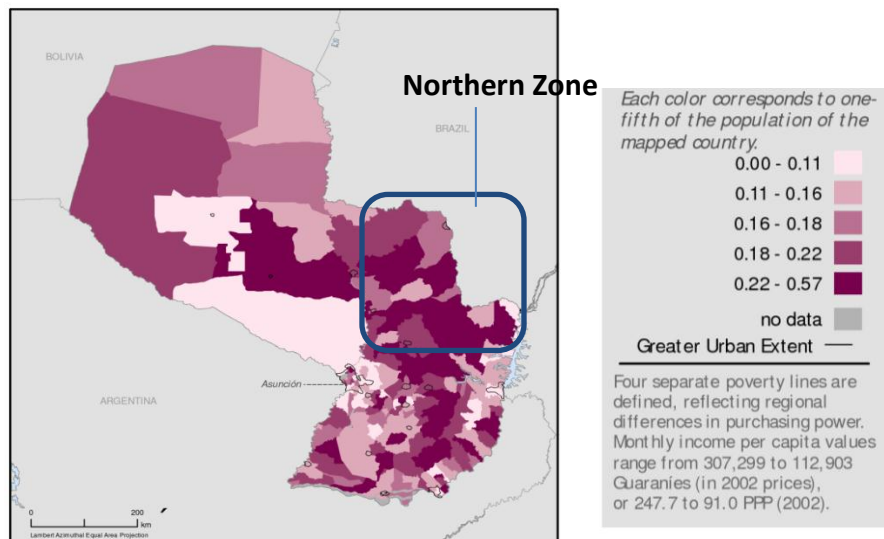 BOLIVIA
Ls
Northern Zone
BRAZIL
Asunción
ARGENTINA
0 200
km
Lambert Azimuthal Equal Area Projection
Each color corresponds to one-
fifth of the population of the
mapped country.
0.00 - 0.11
0.11 - 0.16
0.16 - 0.18
0.18 - 0.22
0.22 - 0.57
no data
Greater Urban Extent
Four separate poverty lines are
defined, reflecting regional
differences in purchasing power.
Monthly income per capita values
range from 307,299 to 112,903
Guaranies (in 2002 prices),
or 247.7 to 91.0 PPP (2002).